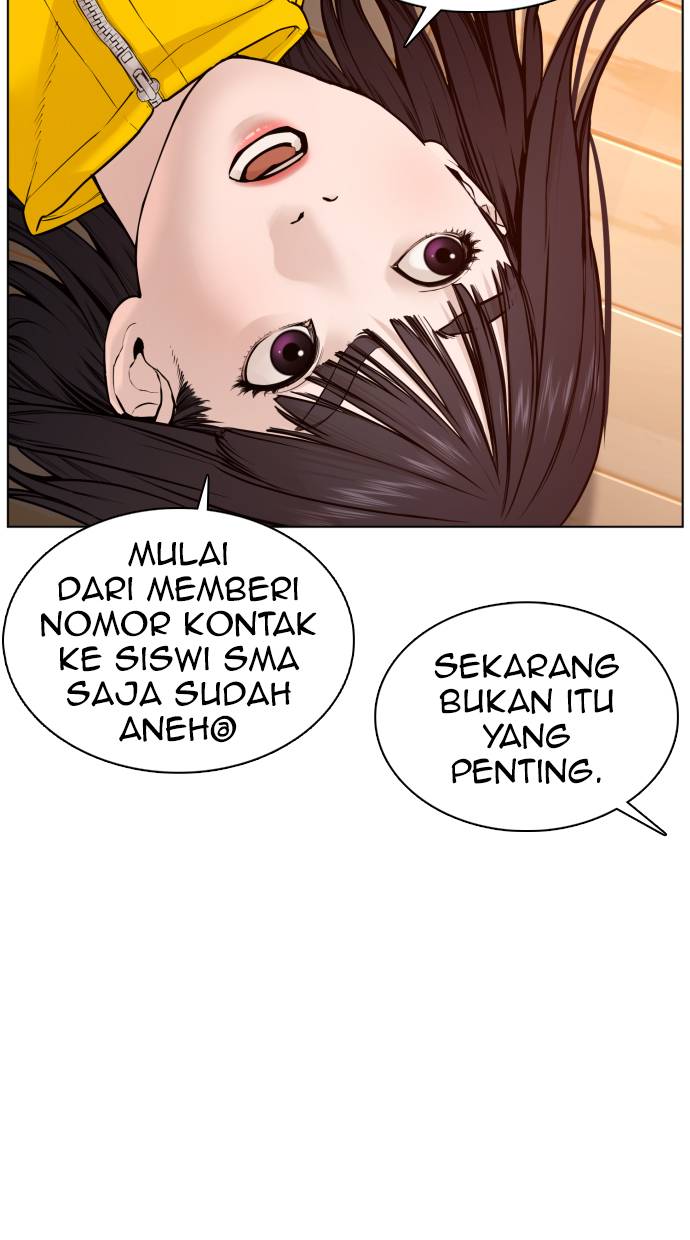 MULAI
DARI MEMBERI
NOMOR KONTAK
KE SISWI SMA
SAJA SUDAH
ANEH@
SEKARANG
BUKAN ITU
YANG
PENTING.